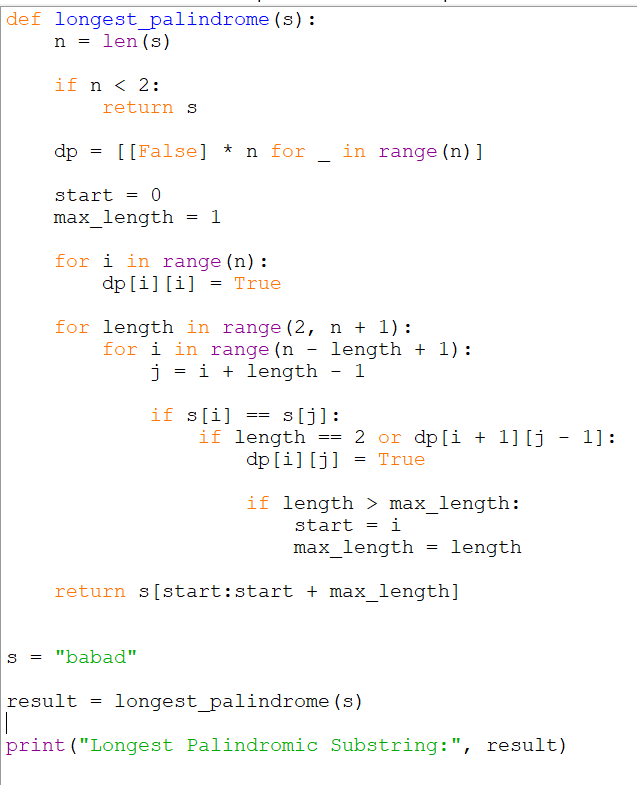 def longest_palindrome(s):
    n = len(s)

    if n < 2:
        return s

    dp = [[False] * n for _ in range(n)]

    start = 0
    max_length = 1

    for i in range(n):
        dp[i][i] = True

    for length in range(2, n + 1):
        for i in range(n - length + 1):
            j = i + length - 1

            if s[i] == s[j]:
                if length == 2 or dp[i + 1][j - 1]:
                    dp[i][j] = True

                    if length > max_length:
                        start = i
                        max_length = length

    return s[start:start + max_length]


s = "babad"

result = longest_palindrome(s)

print("Longest Palindromic Substring:", result)